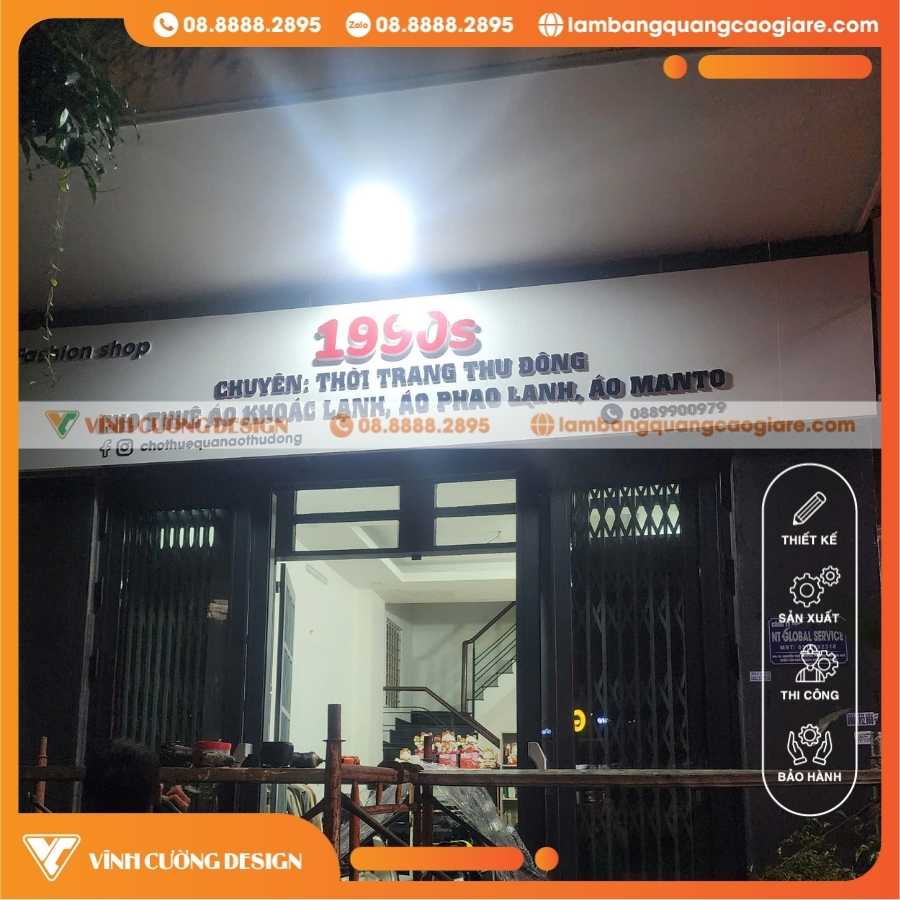 08.8888.2895 Zalo 08.8888.2895 lambangquangcaogiare.com
Fashion shop
1990s
CHUYÊN: THỜI TRANG THU ĐÔNG
CHO THUÊ ÁO KHOÁC LẠNH, ÁO PHAO LẠNH, ÁO MANTO
0889900979
chothuequanaothudong
VĨNH CƯỜNG DESIGN 08.8888.2895 lambangquangcaogiare.com
THIẾT KẾ
SẢN XUẤT
NT GLOBAL SERVICE
THI CÔNG
BẢO HÀNH
VĨNH CƯỜNG DESIGN